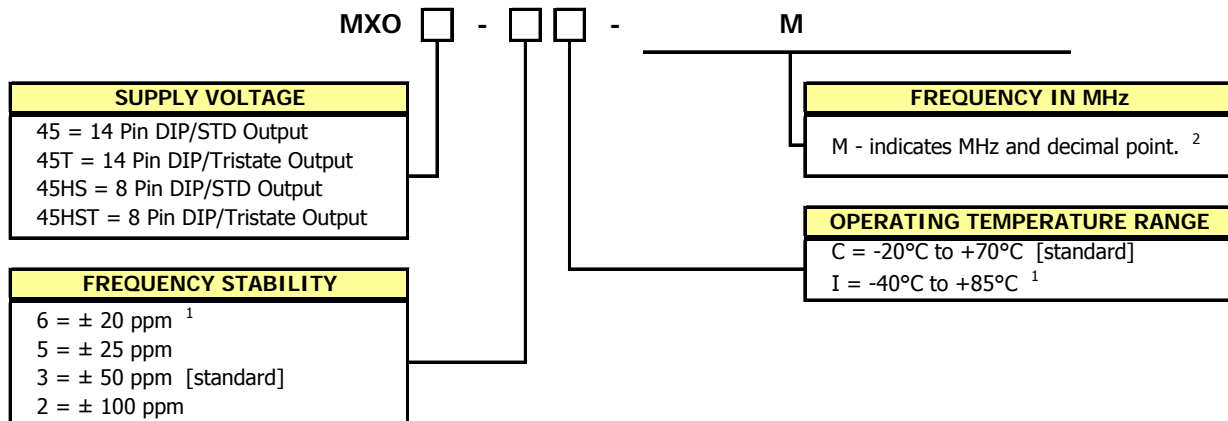 MXO - - M
SUPPLY VOLTAGE
45 = 14 Pin DIP/STD Output
45T = 14 Pin DIP/Tristate Output
45HS = 8 Pin DIP/STD Output
45HST = 8 Pin DIP/Tristate Output
FREQUENCY STABILITY
6 = ± 20 ppm 1
5 = ± 25 ppm
3 = ± 50 ppm [standard]
2 = ± 100 ppm
FREQUENCY IN MHz
M - indicates MHz and decimal point. 2
OPERATING TEMPERATURE RANGE
C = -20°C to +70°C [standard]
I = -40°C to +85°C 1